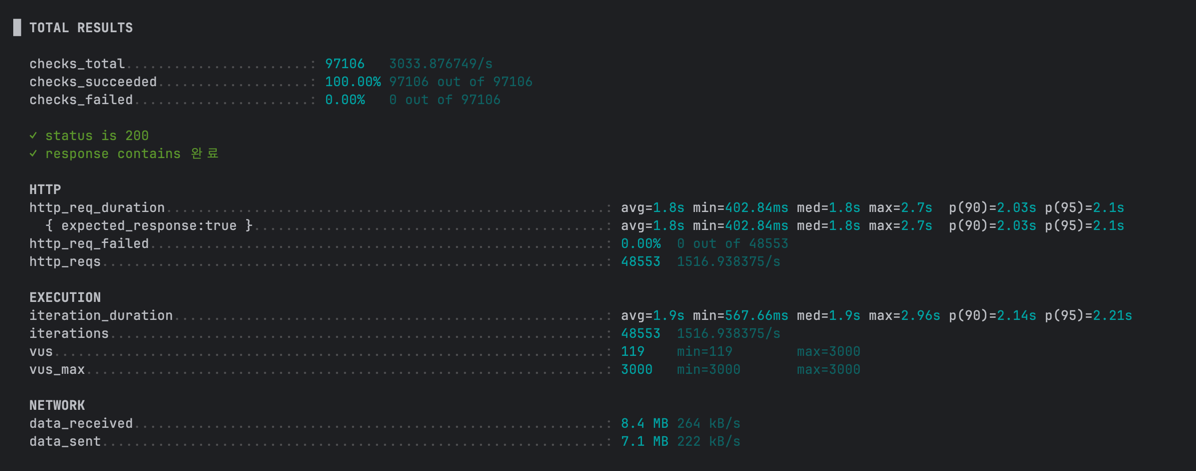 TOTAL RESULTS
checks_total.......................: 97106 3033.876749/s
checks_succeeded...................: 100.00% 97106 out of 97106
checks_failed......................: 0.00% 0 out of 97106
✓ status is 200
✓ response contains 완료
HTTP
http_req_duration.......................................................: avg=1.8s min=402.84ms med=1.8s max=2.7s p(90)=2.03s p(95)=2.1s
{ expected_response:true }............................................: avg=1.8s min=402.84ms med=1.8s max=2.7s p(90)=2.03s p(95)=2.1s
http_req_failed.........................................................: 0.00% 0 out of 48553
http_reqs...............................................................: 48553 1516.938375/s
EXECUTION
iteration_duration......................................................: avg=1.9s min=567.66ms med=1.9s max=2.96s p(90)=2.14s p(95)=2.21s
iterations..............................................................: 48553 1516.938375/s
vus.....................................................................: 119 min=119 max=3000
vus_max.................................................................: 3000 min=3000 max=3000
NETWORK
data_received...........................................................: 8.4 MB 264 kB/s
data_sent...............................................................: 7.1 MB 222 kB/s